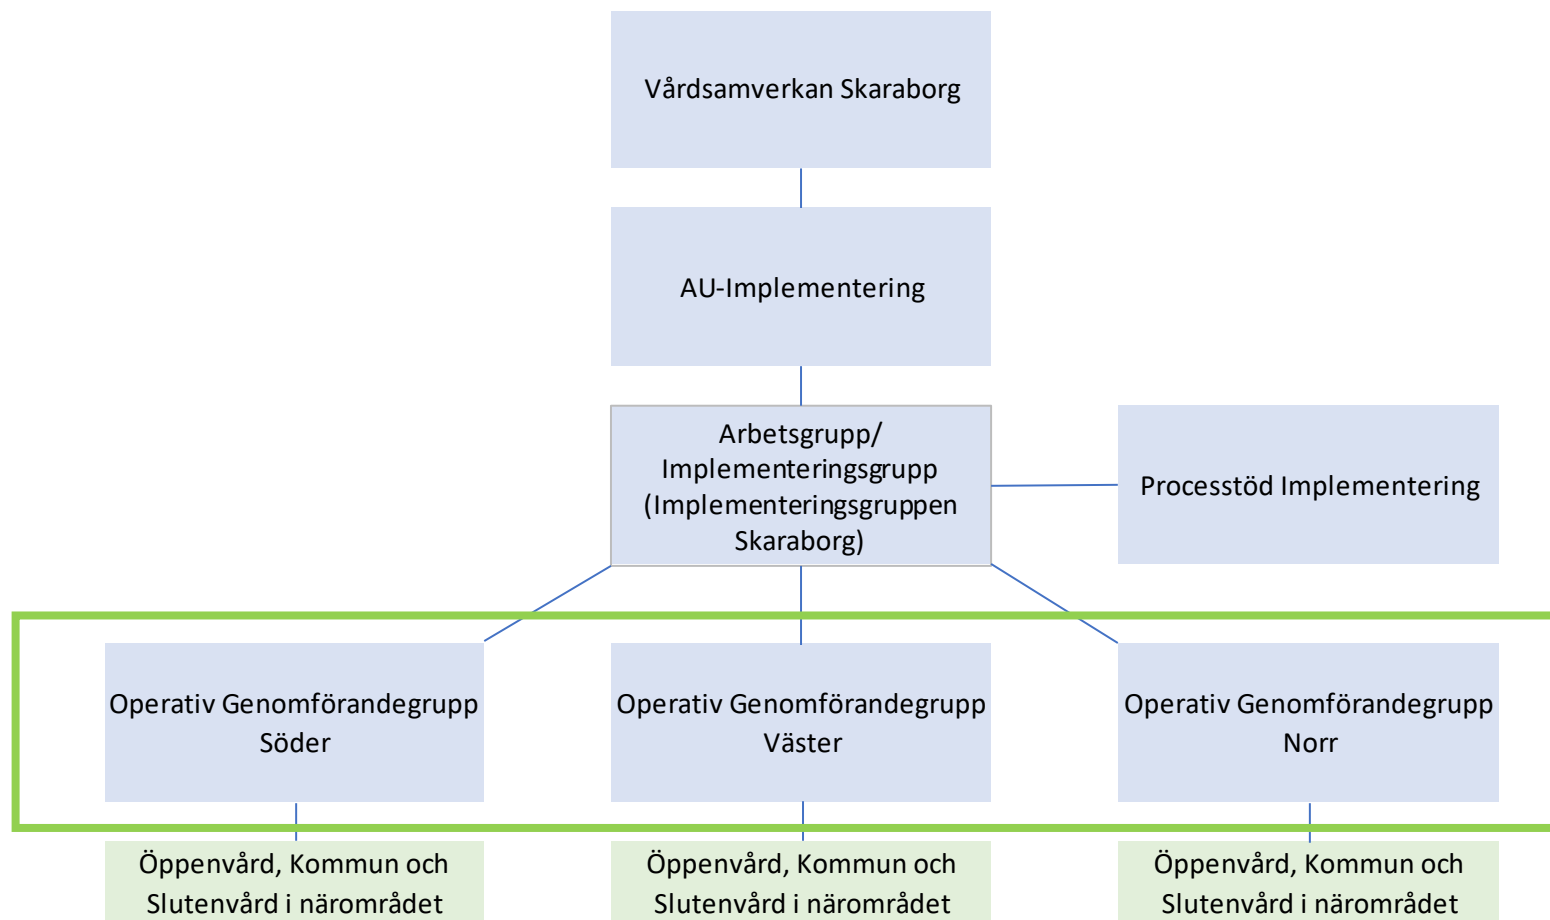 Vårdsamverkan Skaraborg
AU-Implementering
Arbetsgrupp/
Implementeringsgrupp
(Implementeringsgruppen
Skaraborg)
Processtöd Implementering
Operativ Genomförandegrupp
Söder
Operativ Genomförandegrupp
Väster
Operativ Genomförandegrupp
Norr
Öppenvård, Kommun och
Slutenvård i närområdet
Öppenvård, Kommun och
Slutenvård i närområdet
Öppenvård, Kommun och
Slutenvård i närområdet